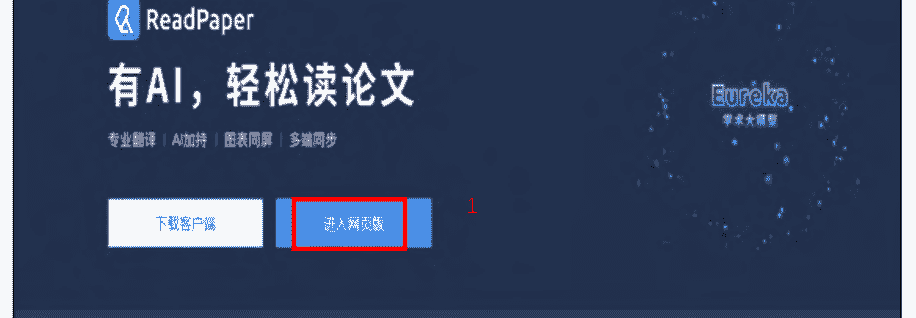 ReadPaper
有AI，轻松读论文
专业翻译 | AI加持 | 图表同屏 | 多端同步
Eureka
学术大模型
下载客户端
进入网页版
1